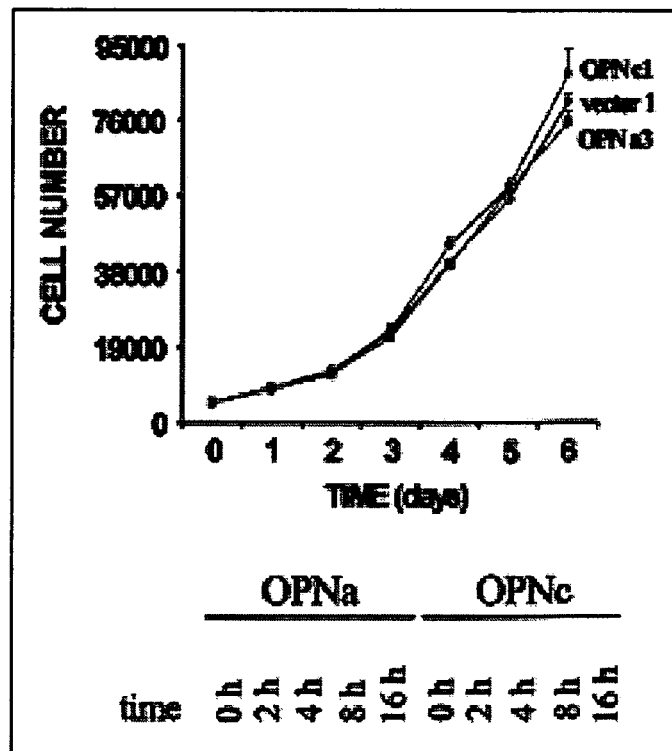 95000
76000
57000
38000
19000
0
CELL NUMBER
OPNc1
vector 1
OPNa3
0 1 2 3 4 5 6
TIME (days)
OPNa OPNc
time 0 h 2 h 4 h 8 h 16 h 0 h 2 h 4 h 8 h 16 h